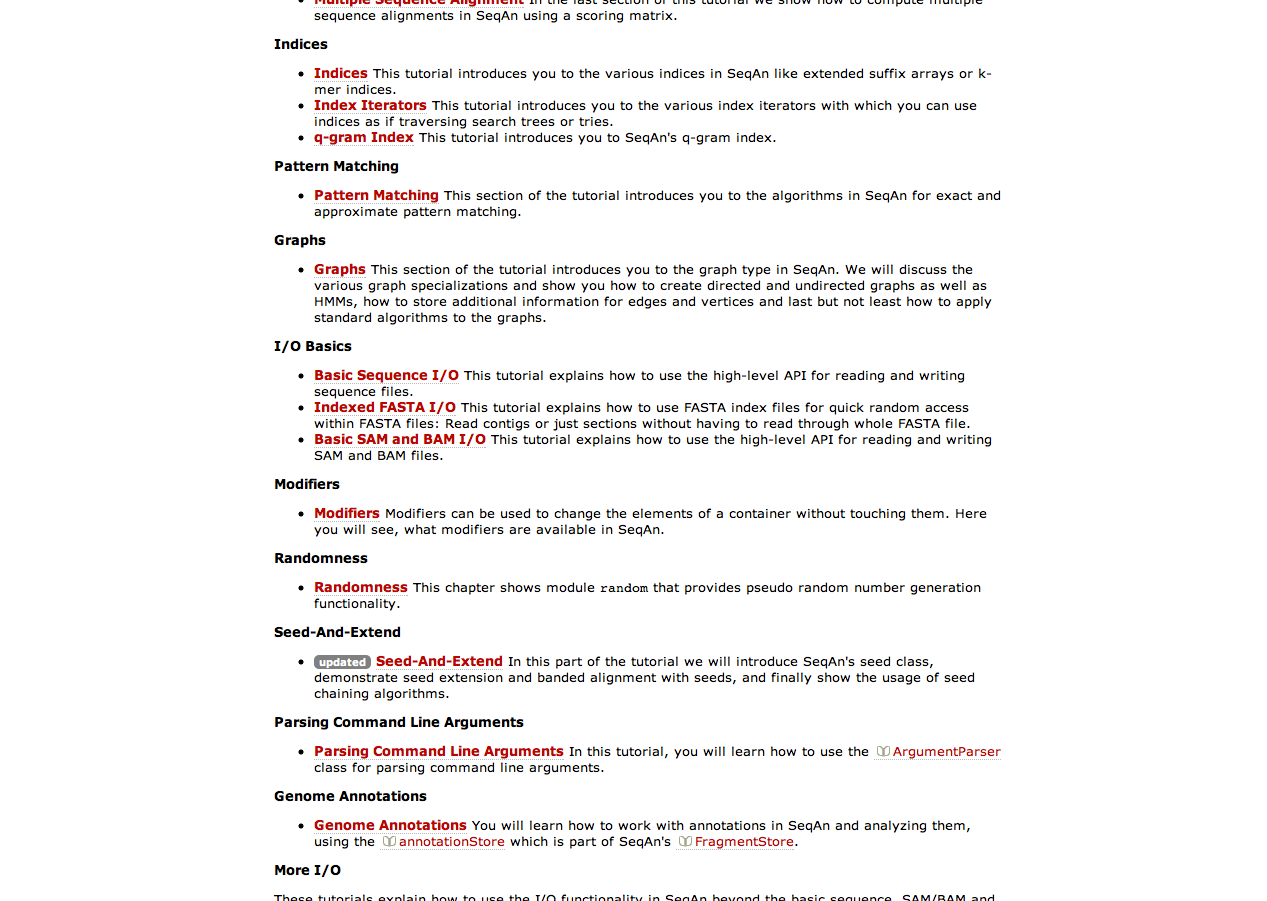 Multiple Sequence Alignment In the last section of this tutorial we show how to compute multiple
sequence alignments in SeqAn using a scoring matrix.
Indices
Indices This tutorial introduces you to the various indices in SeqAn like extended suffix arrays or k-
mer indices.
Index Iterators This tutorial introduces you to the various index iterators with which you can use
indices as if traversing search trees or tries.
q-gram Index This tutorial introduces you to SeqAn's q-gram index.
Pattern Matching
Pattern Matching This section of the tutorial introduces you to the algorithms in SeqAn for exact and
approximate pattern matching.
Graphs
Graphs This section of the tutorial introduces you to the graph type in SeqAn. We will discuss the
various graph specializations and show you how to create directed and undirected graphs as well as
HMMs, how to store additional information for edges and vertices and last but not least how to apply
standard algorithms to the graphs.
I/O Basics
Basic Sequence I/O This tutorial explains how to use the high-level API for reading and writing
sequence files.
Indexed FASTA I/O This tutorial explains how to use FASTA index files for quick random access
within FASTA files: Read contigs or just sections without having to read through whole FASTA file.
Basic SAM and BAM I/O This tutorial explains how to use the high-level API for reading and writing
SAM and BAM files.
Modifiers
Modifiers Modifiers can be used to change the elements of a container without touching them. Here
you will see, what modifiers are available in SeqAn.
Randomness
Randomness This chapter shows module random that provides pseudo random number generation
functionality.
Seed-And-Extend
updated Seed-And-Extend In this part of the tutorial we will introduce SeqAn's seed class,
demonstrate seed extension and banded alignment with seeds, and finally show the usage of seed
chaining algorithms.
Parsing Command Line Arguments
Parsing Command Line Arguments In this tutorial, you will learn how to use the ArgumentParser
class for parsing command line arguments.
Genome Annotations
Genome Annotations You will learn how to work with annotations in SeqAn and analyzing them,
using the annotationStore which is part of SeqAn's FragmentStore.
More I/O
These tutorials explain how to use the I/O functionality in SeqAn beyond the basic sequence, SAM/BAM and